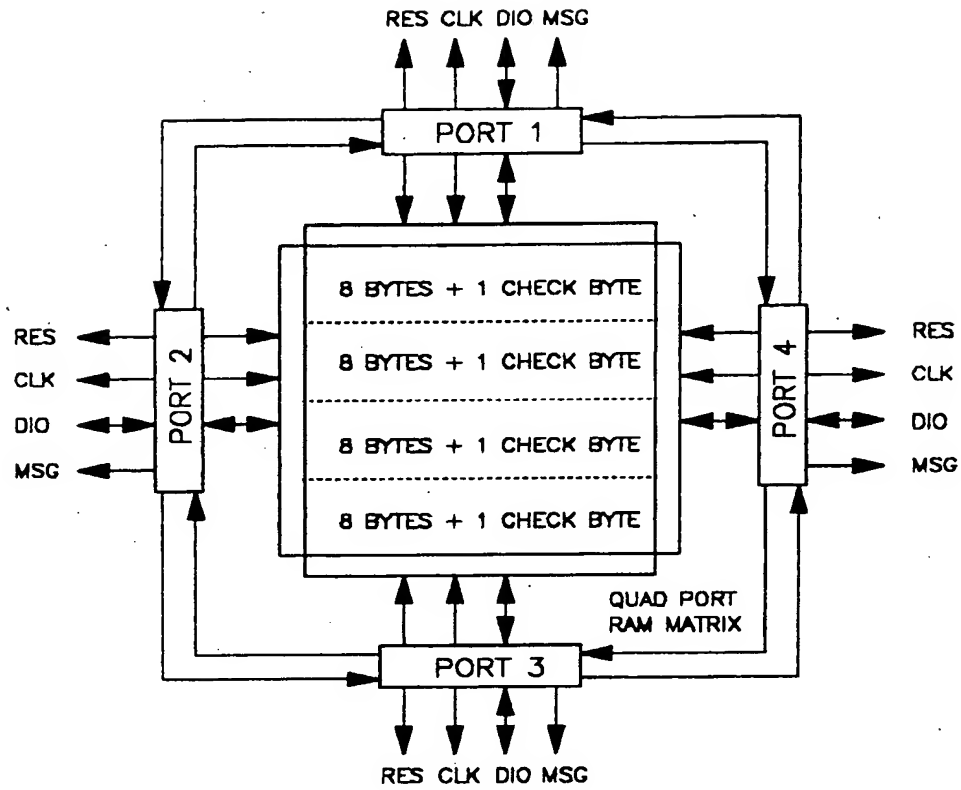 RES CLK DIO MSG
PORT 1
8 BYTES + 1 CHECK BYTE
8 BYTES + 1 CHECK BYTE
8 BYTES + 1 CHECK BYTE
8 BYTES + 1 CHECK BYTE
RES
CLK
DIO
MSG
PORT 2
PORT 4
RES
CLK
DIO
MSG
QUAD PORT
RAM MATRIX
PORT 3
RES CLK DIO MSG